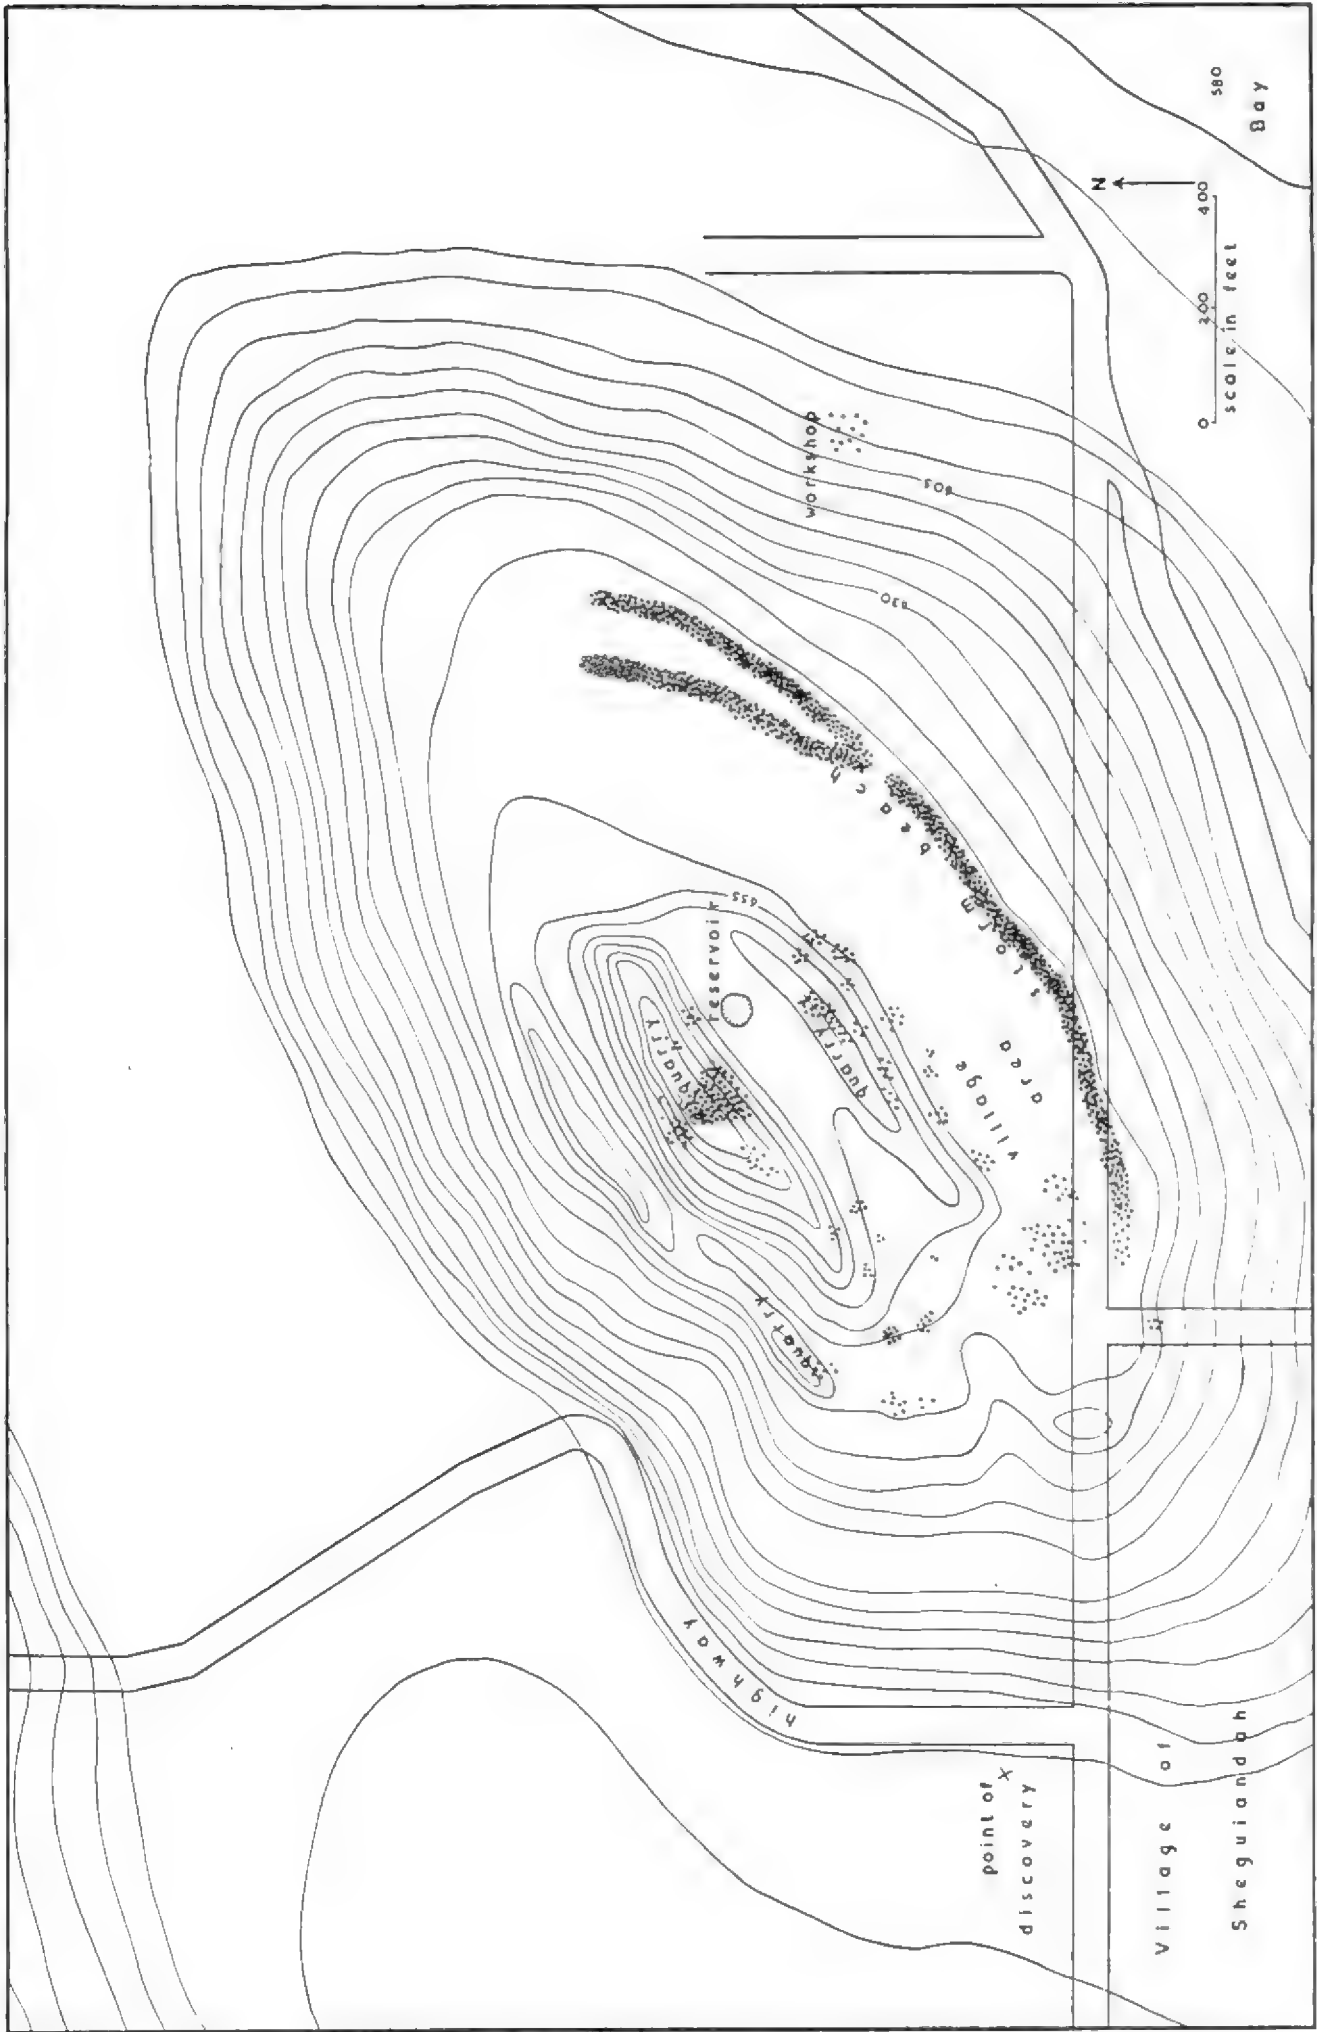 580
Bay
N
0 200 400
scale in feet
workshop
603
630
storm beach
655
reservoir
quarry
quarry
village
area
quarry
highway
point of
discovery
X
Village of
Sheguiandah